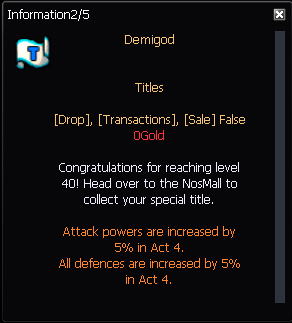 Information2/5
T
Demigod
Titles
[Drop], [Transactions], [Sale] False
0Gold
Congratulations for reaching level
40! Head over to the NosMall to
collect your special title.
Attack powers are increased by
5% in Act 4.
All defences are increased by 5%
in Act 4.